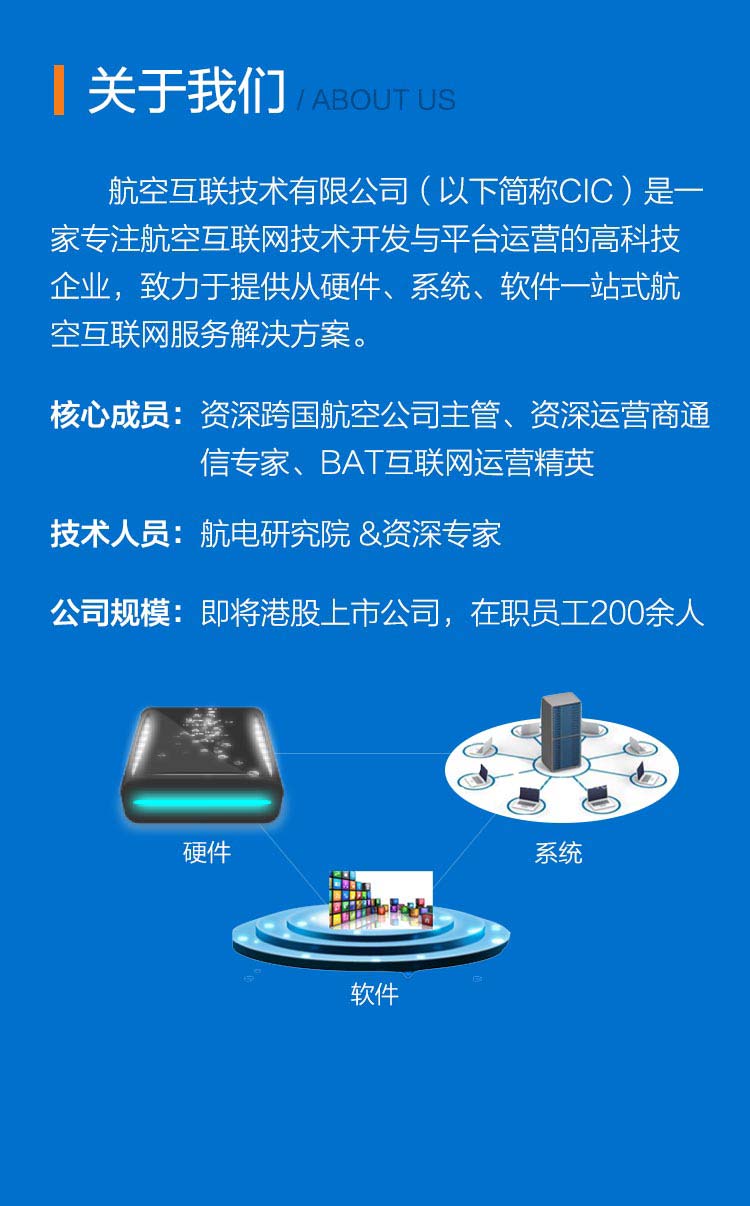 关于我们 / ABOUT US
航空互联技术有限公司（以下简称CIC）是一
家专注航空互联网技术开发与平台运营的高科技
企业，致力于提供从硬件、系统、软件一站式航
空互联网服务解决方案。
核心成员：资深跨国航空公司主管、资深运营商通
信专家、BAT互联网运营精英
技术人员：航电研究院 &资深专家
公司规模：即将港股上市公司，在职员工200余人
硬件
系统
软件